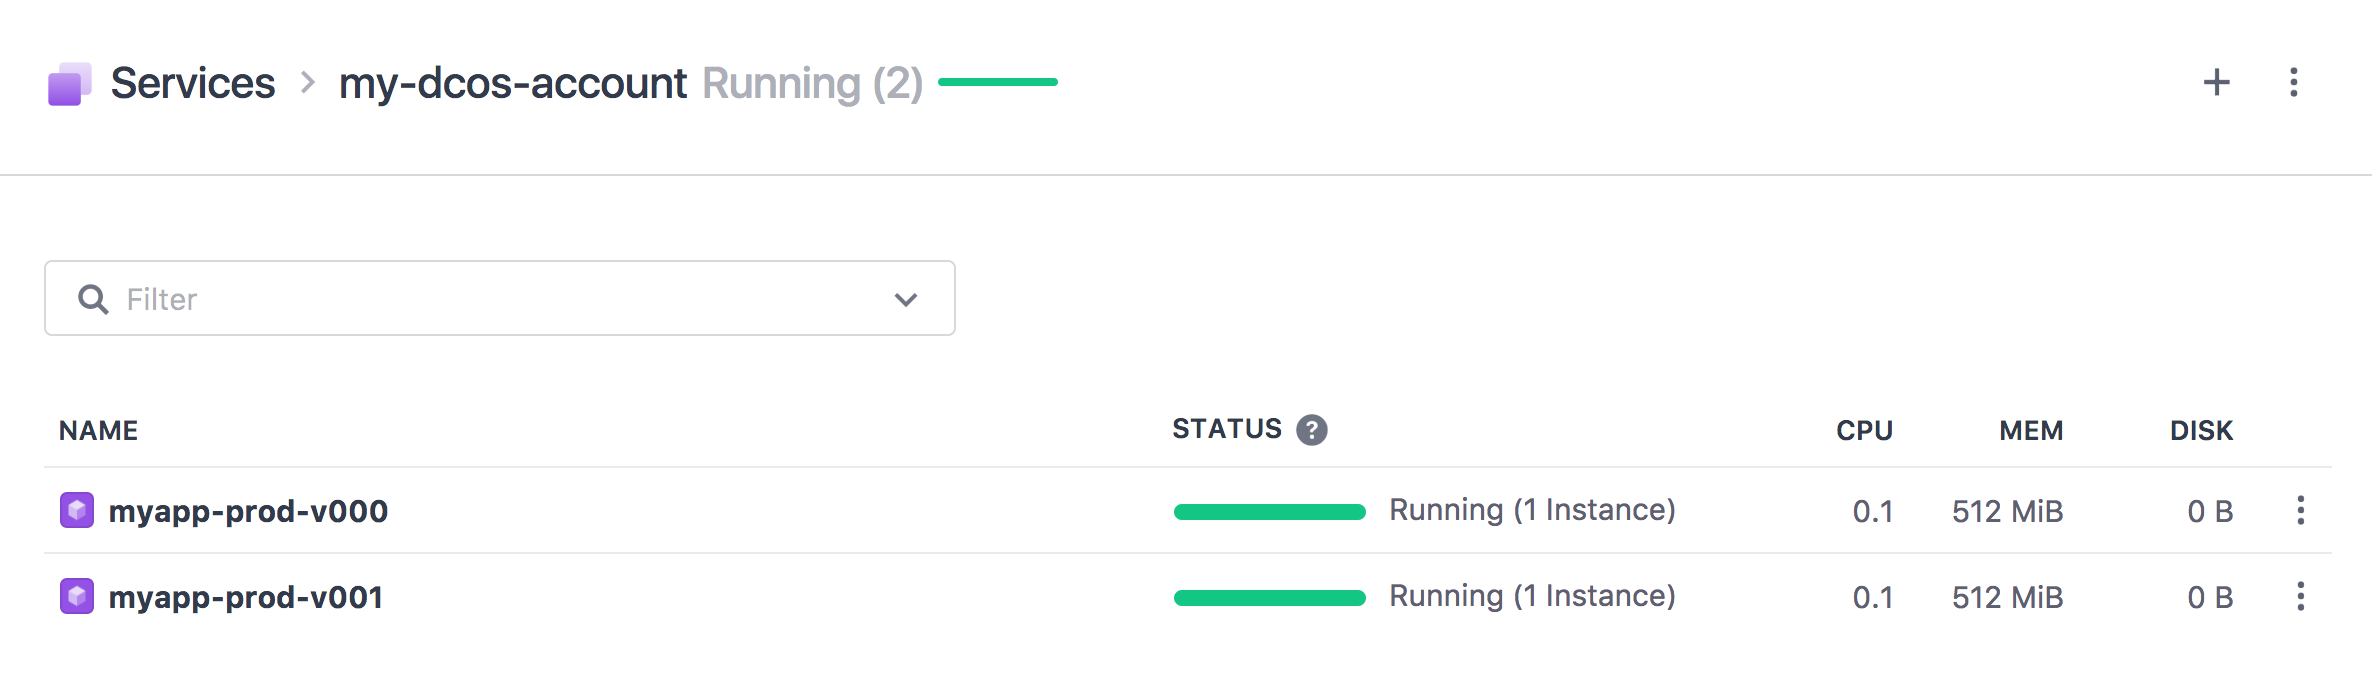 Services > my-dcos-account Running (2)
Filter
NAME STATUS ? CPU MEM DISK
myapp-prod-v000 Running (1 Instance) 0.1 512 MiB 0 B
myapp-prod-v001 Running (1 Instance) 0.1 512 MiB 0 B